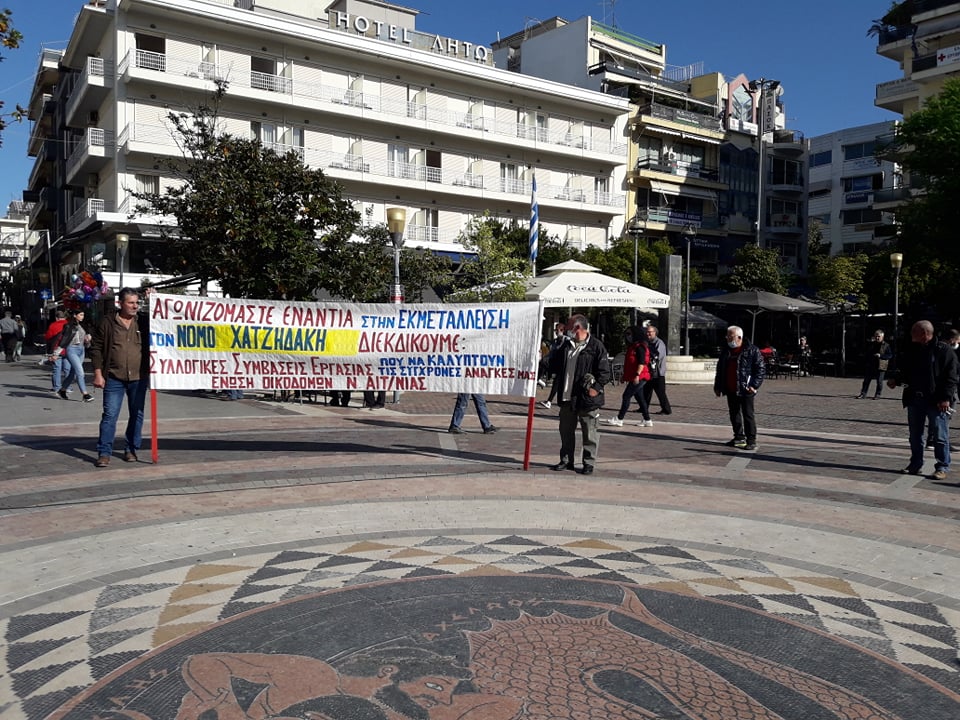 HOTEL ΛΗΤΩ
ΑΓΩΝΙΖΟΜΑΣΤΕ ΕΝΑΝΤΙΑ ΣΤΗΝ ΕΚΜΕΤΑΛΛΕΥΣΗ
ΤΟΝ ΝΟΜΟ ΧΑΤΖΗΔΑΚΗ ΔΙΕΚΔΙΚΟΥΜΕ:
ΣΥΛΛΟΓΙΚΕΣ ΣΥΜΒΑΣΕΙΣ ΕΡΓΑΣΙΑΣ ΠΟΥ ΝΑ ΚΑΛΥΠΤΟΥΝ
ΤΙΣ ΣΥΓΧΡΟΝΕΣ ΑΝΑΓΚΕΣ ΜΑΣ
ΕΝΩΣΗ ΟΙΚΟΔΟΜΩΝ Ν ΑΙΤ/ΝΙΑΣ
Coca-Cola
ΑΧΕΛΩΟΣ